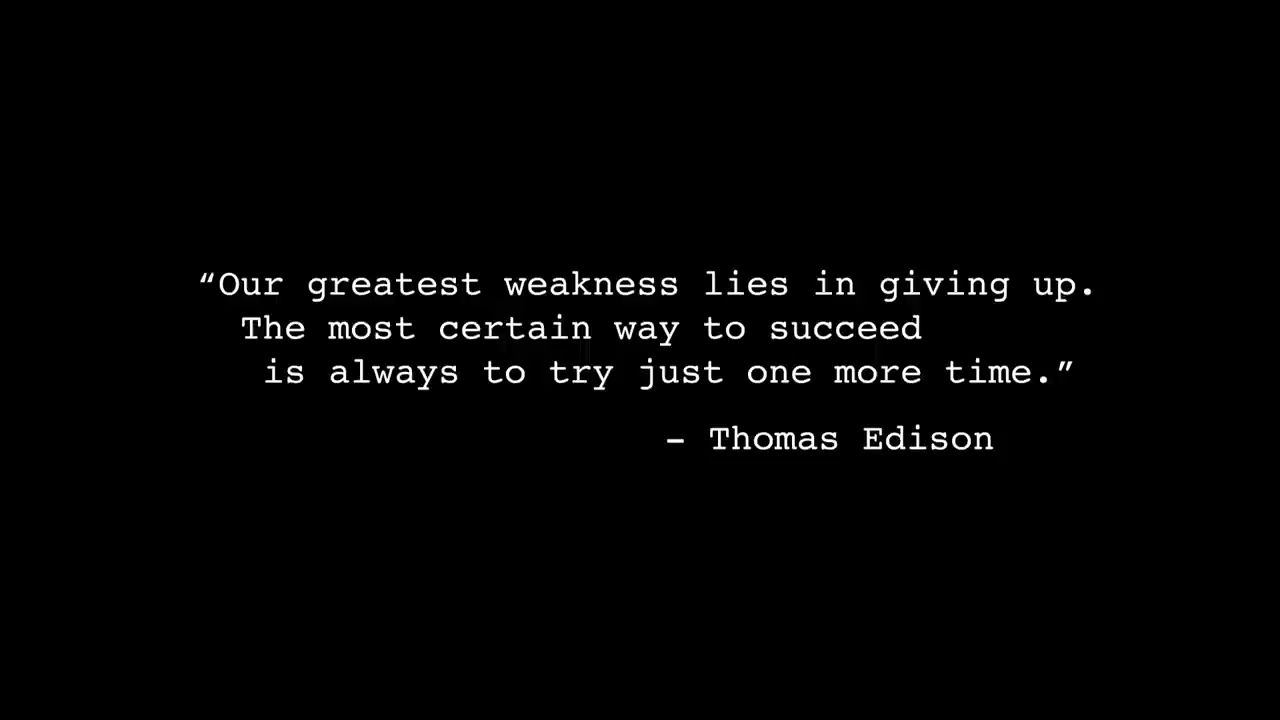 “Our greatest weakness lies in giving up.
The most certain way to succeed
is always to try just one more time.”
– Thomas Edison